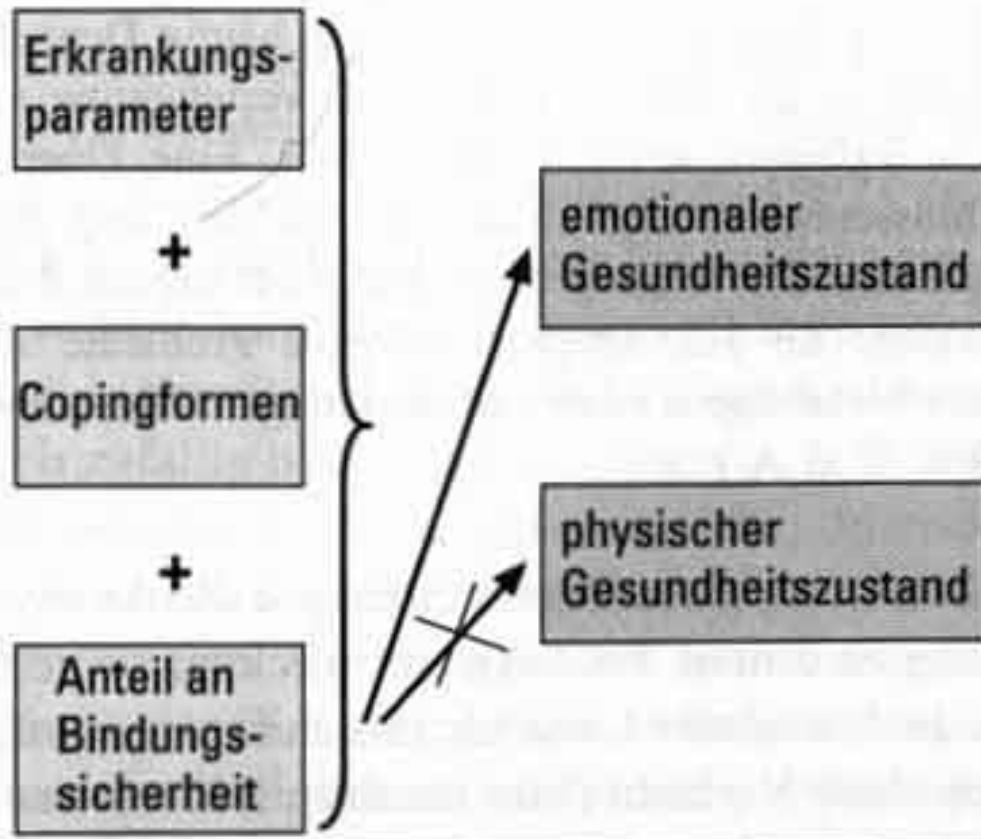 Erkrankungs-
parameter
+
Copingformen
+
Anteil an
Bindungs-
sicherheit
emotionaler
Gesundheitszustand
physischer
Gesundheitszustand